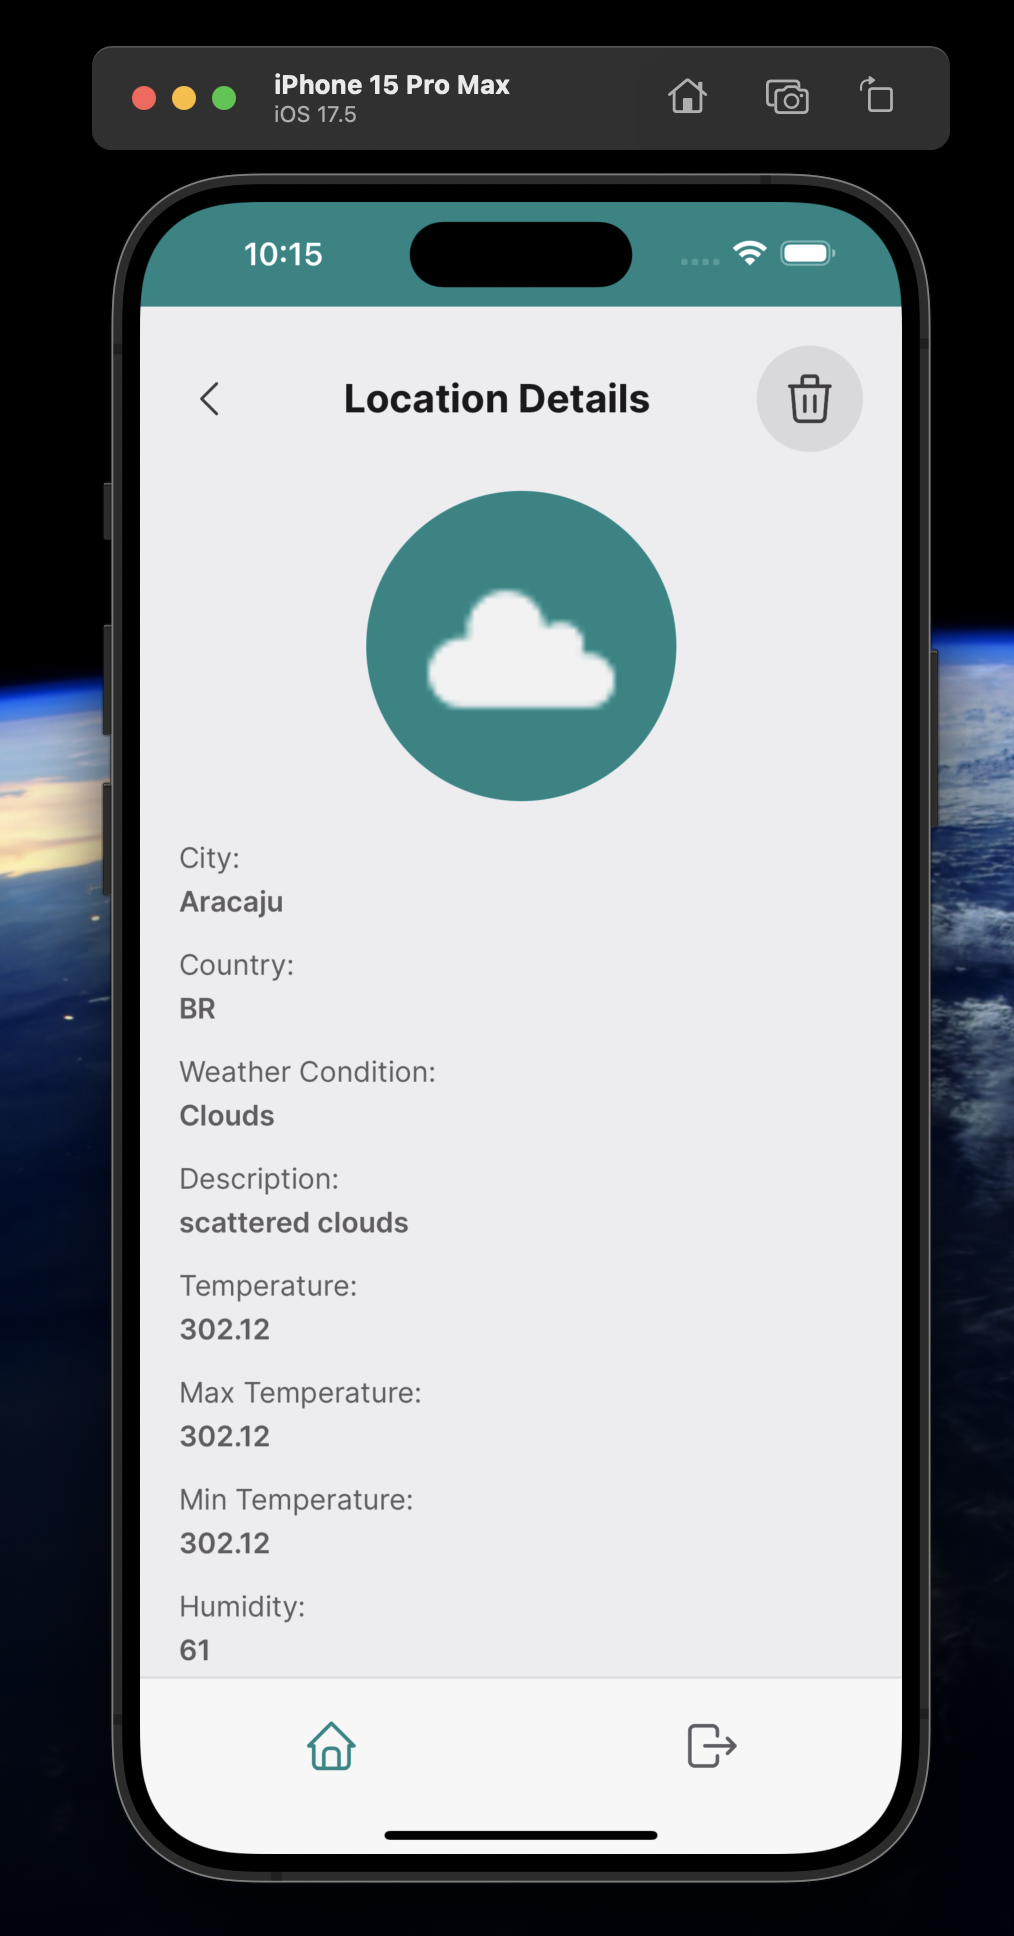 iPhone 15 Pro Max
iOS 17.5
10:15
Location Details
City:
Aracaju
Country:
BR
Weather Condition:
Clouds
Description:
scattered clouds
Temperature:
302.12
Max Temperature:
302.12
Min Temperature:
302.12
Humidity:
61